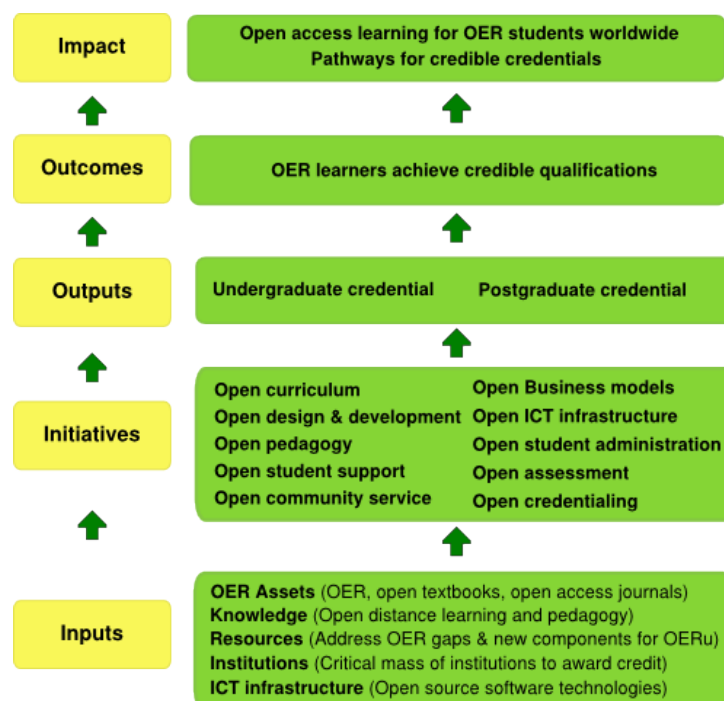 Impact
Open access learning for OER students worldwide
Pathways for credible credentials
Outcomes
OER learners achieve credible qualifications
Outputs
Undergraduate credential
Postgraduate credential
Initiatives
Open curriculum
Open design & development
Open pedagogy
Open student support
Open community service
Open Business models
Open ICT infrastructure
Open student administration
Open assessment
Open credentialing
Inputs
OER Assets (OER, open textbooks, open access journals)
Knowledge (Open distance learning and pedagogy)
Resources (Address OER gaps & new components for OERu)
Institutions (Critical mass of institutions to award credit)
ICT infrastructure (Open source software technologies)